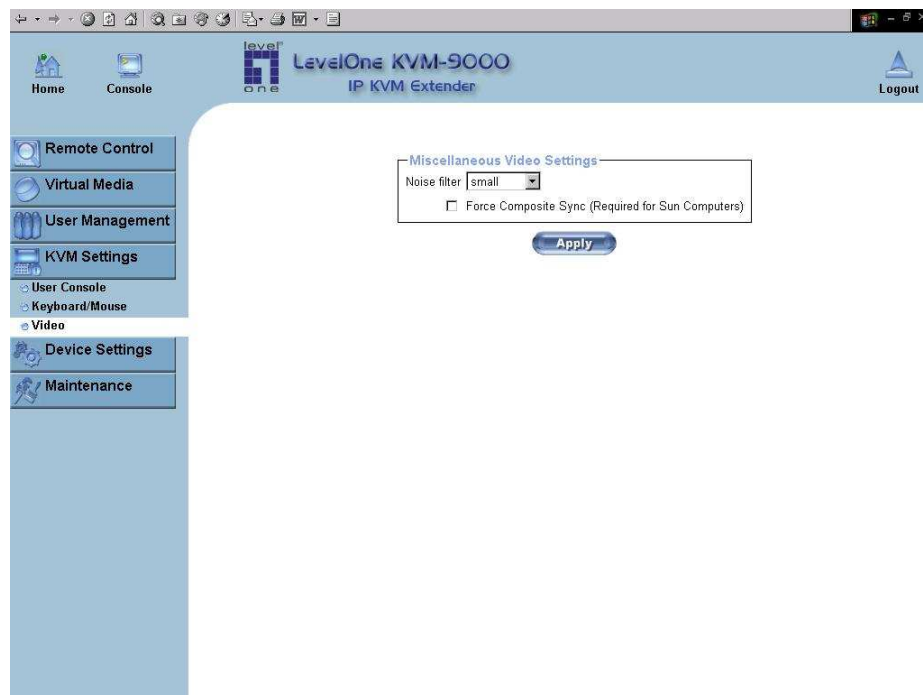 level
one
LevelOne KVM-9000
IP KVM Extender
Home
Console
Logout
Remote Control
Virtual Media
User Management
KVM Settings
User Console
Keyboard/Mouse
Video
Device Settings
Maintenance
Miscellaneous Video Settings
Noise filter small
Force Composite Sync (Required for Sun Computers)
Apply